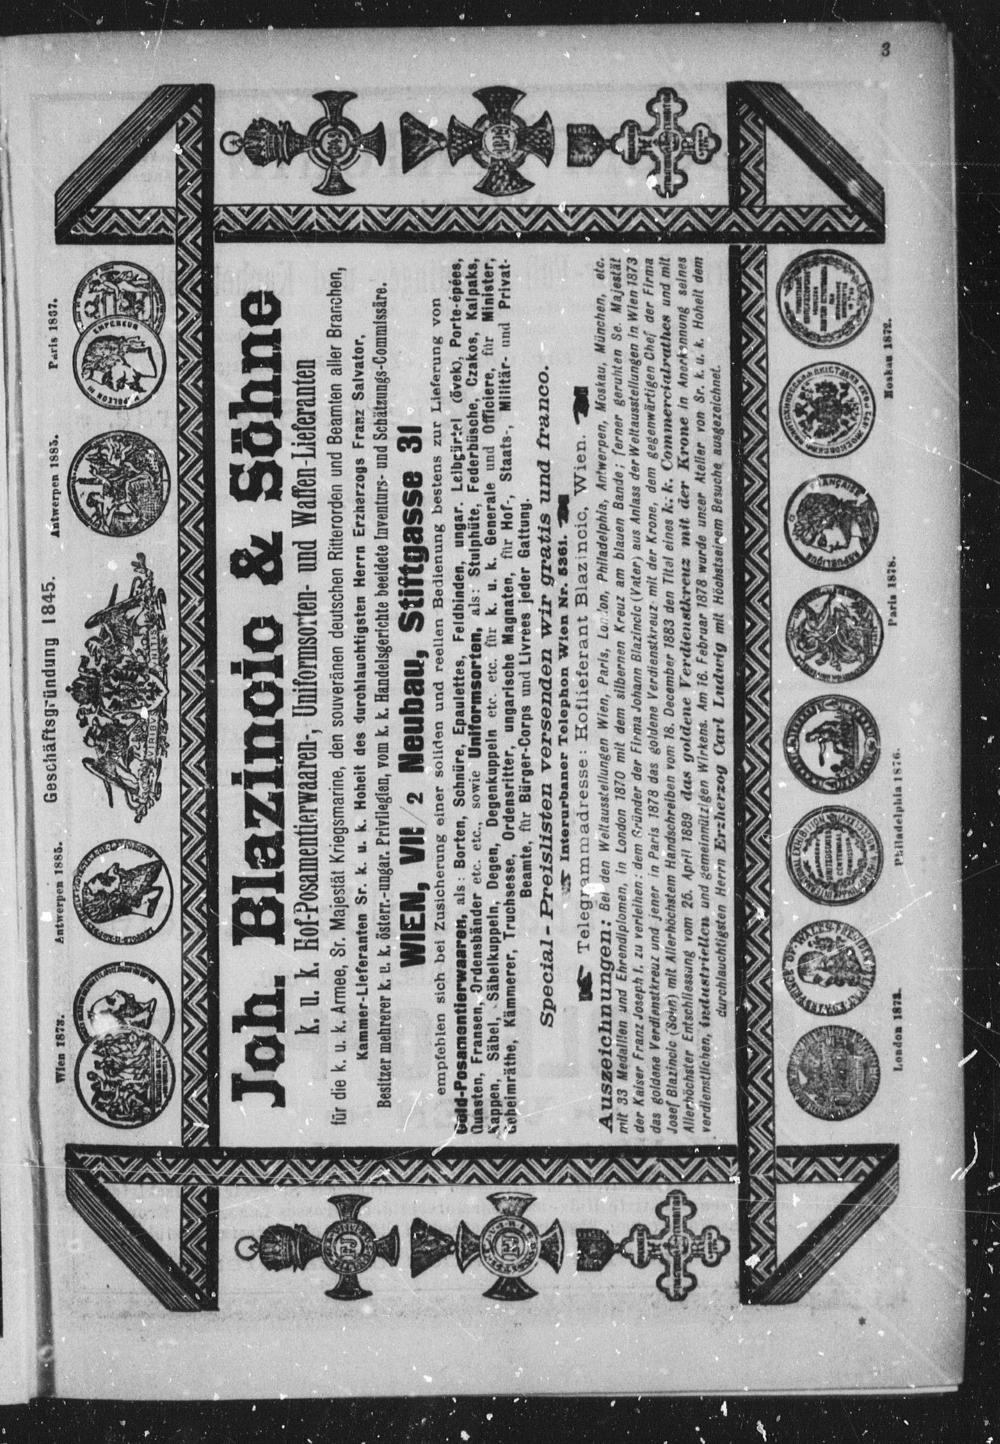 3
Geschäftsgründung 1845.
Wien 1873.
Antwerpen 1885.
Antwerpen 1885.
Paris 1867.
Joh. Blazincic & Söhne
k. u. k. Hof-Posamentierwaaren-, Uniformsorten- und Waffen-Lieferanten
für die k. u. k. Armee, Sr. Majestät Kriegsmarine, den souveränen deutschen Ritterorden und Beamten aller Branchen,
Kammer-Lieferanten Sr. k. u. k. Hoheit des durchlauchtigsten Herrn Erzherzogs Franz Salvator,
Besitzer mehrerer k. u. k. österr.-ungar. Privilegien, vom k. k. Handelsgerichte beeidete Inventurs- und Schätzungs-Commissäre.
WIEN, VII/2 Neubau, Stiftgasse 31
empfehlen sich bei Zusicherung einer soliden und reellen Bedienung bestens zur Lieferung von
Gold-Posamentierwaaren, als: Borten, Schnüre, Epaulettes, Feldbinden, ungar. Leibgürtel (Övek), Porte-épées,
Quasten, Fransen, Ordensbänder etc. etc., sowie Uniformsorten, als: Stulphüte, Federbüsche, Czakos, Kalpaks,
Kappen, Säbel, Säbelkuppeln, Degen, Degenkuppeln etc. etc. für k. u. k. Generale und Officiere, für Minister,
Geheimräthe, Kämmerer, Truchsesse, Ordensritter, ungarische Magnaten, für Hof-, Staats-, Militär- und Privat-
Beamte, für Bürger-Corps und Livrees jeder Gattung.
Special-Preislisten versenden wir gratis und franco.
Interurbaner Telephon Wien Nr. 5361.
Telegrammadresse: Hoflieferant Blazincic, Wien.
Auszeichnungen: Bei den Weltausstellungen Wien, Paris, London, Philadelphia, Antwerpen, Moskau, München, etc.
mit 33 Medaillen und Ehrendiplomen, in London 1870 mit dem silbernen Kreuz am blauen Bande; ferner geruhten Se. Majestät
der Kaiser Franz Joseph I. zu verleihen: dem Gründer der Firma Johann Blazincic (Vater) aus Anlass der Weltausstellungen in Wien 1873
das goldene Verdienstkreuz und jener in Paris 1878 das goldene Verdienstkreuz mit der Krone, dem gegenwärtigen Chef der Firma
Josef Blazincic (Sohn) mit Allerhöchstem Handschreiben vom 18. December 1883 den Titel eines k. k. Commercialrathes und mit
Allerhöchster Entschliessung vom 26. April 1889 das goldene Verdienstkreuz mit der Krone in Anerkennung seines
verdienstlichen, industriellen und gemeinnützigen Wirkens. Am 16. Februar 1878 wurde unser Atelier von Sr. k. u. k. Hoheit dem
durchlauchtigsten Herrn Erzherzog Carl Ludwig mit Höchstseinem Besuche ausgezeichnet.
London 1872.
Philadelphia 1876.
Paris 1878.
Moskau 1872.
*